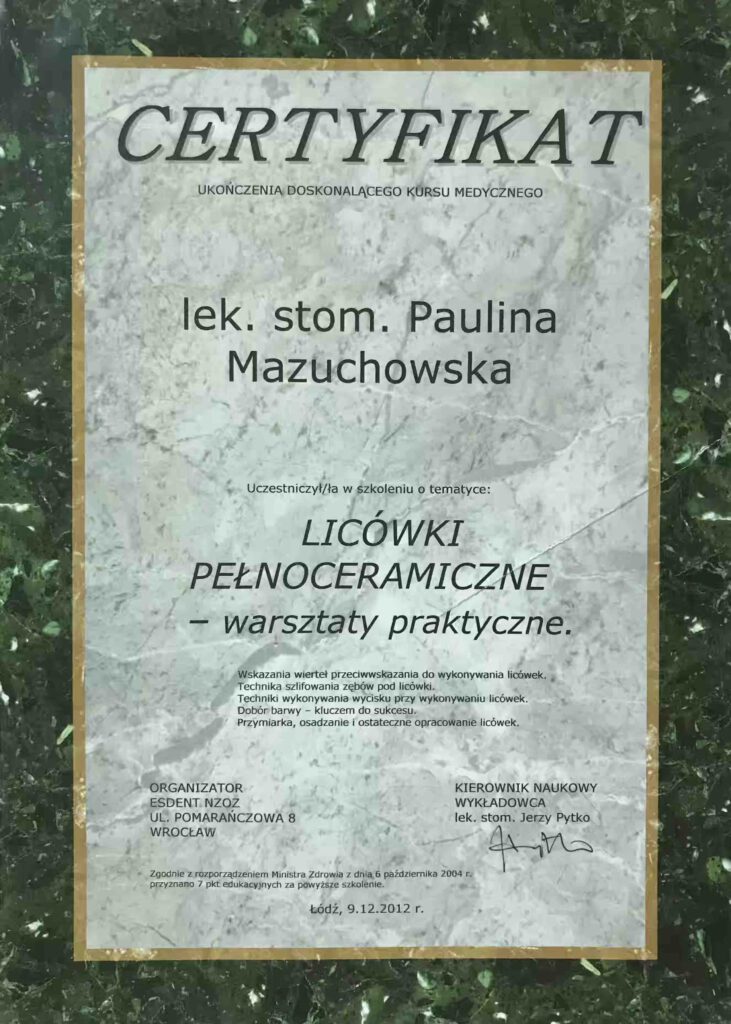 CERTYFIKAT
UKOŃCZENIA DOSKONALĄCEGO KURSU MEDYCZNEGO
lek. stom. Paulina
Mazuchowska
Uczestniczył/ła w szkoleniu o tematyce:
LICÓWKI
PEŁNOCERAMICZNE
– warsztaty praktyczne.
Wskazania wierteł przeciwwskazania do wykonywania licówek.
Technika szlifowania zębów pod licówki.
Techniki wykonywania wycisku przy wykonywaniu licówek.
Dobór barwy – kluczem do sukcesu.
Przymiarka, osadzanie i ostateczne opracowanie licówek.
ORGANIZATOR
ESDENT NZOZ
UL. POMARAŃCZOWA 8
WROCŁAW
KIEROWNIK NAUKOWY
WYKŁADOWCA
lek. stom. Jerzy Pytko
Zgodnie z rozporządzeniem Ministra Zdrowia z dnia 6 października 2004 r.
przyznano 7 pkt edukacyjnych za powyższe szkolenie.
Łódź, 9.12.2012 r.